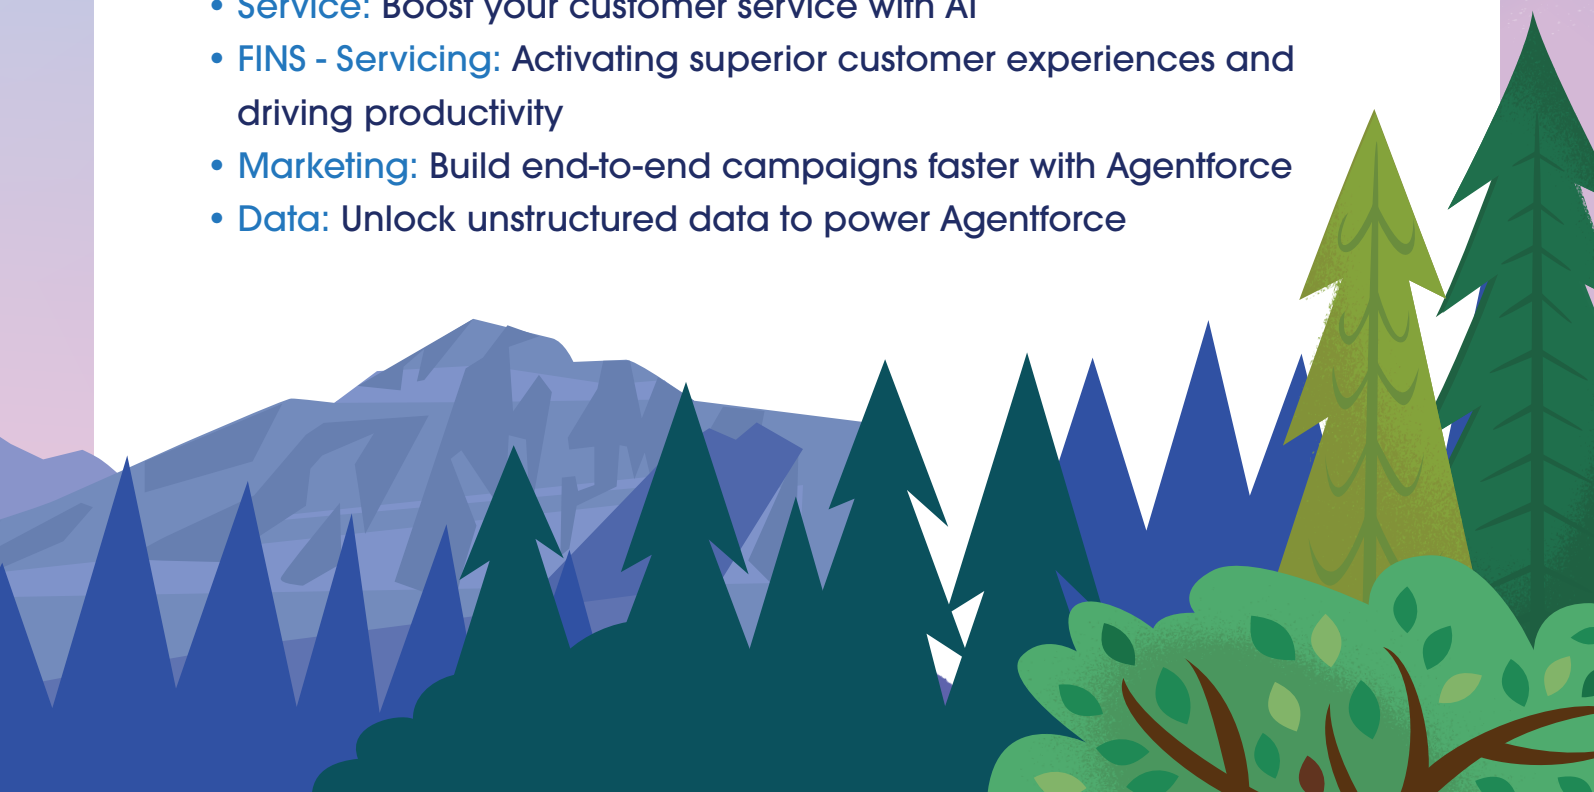 • Service: Boost your customer service with AI
• FINS - Servicing: Activating superior customer experiences and
driving productivity
• Marketing: Build end-to-end campaigns faster with Agentforce
• Data: Unlock unstructured data to power Agentforce